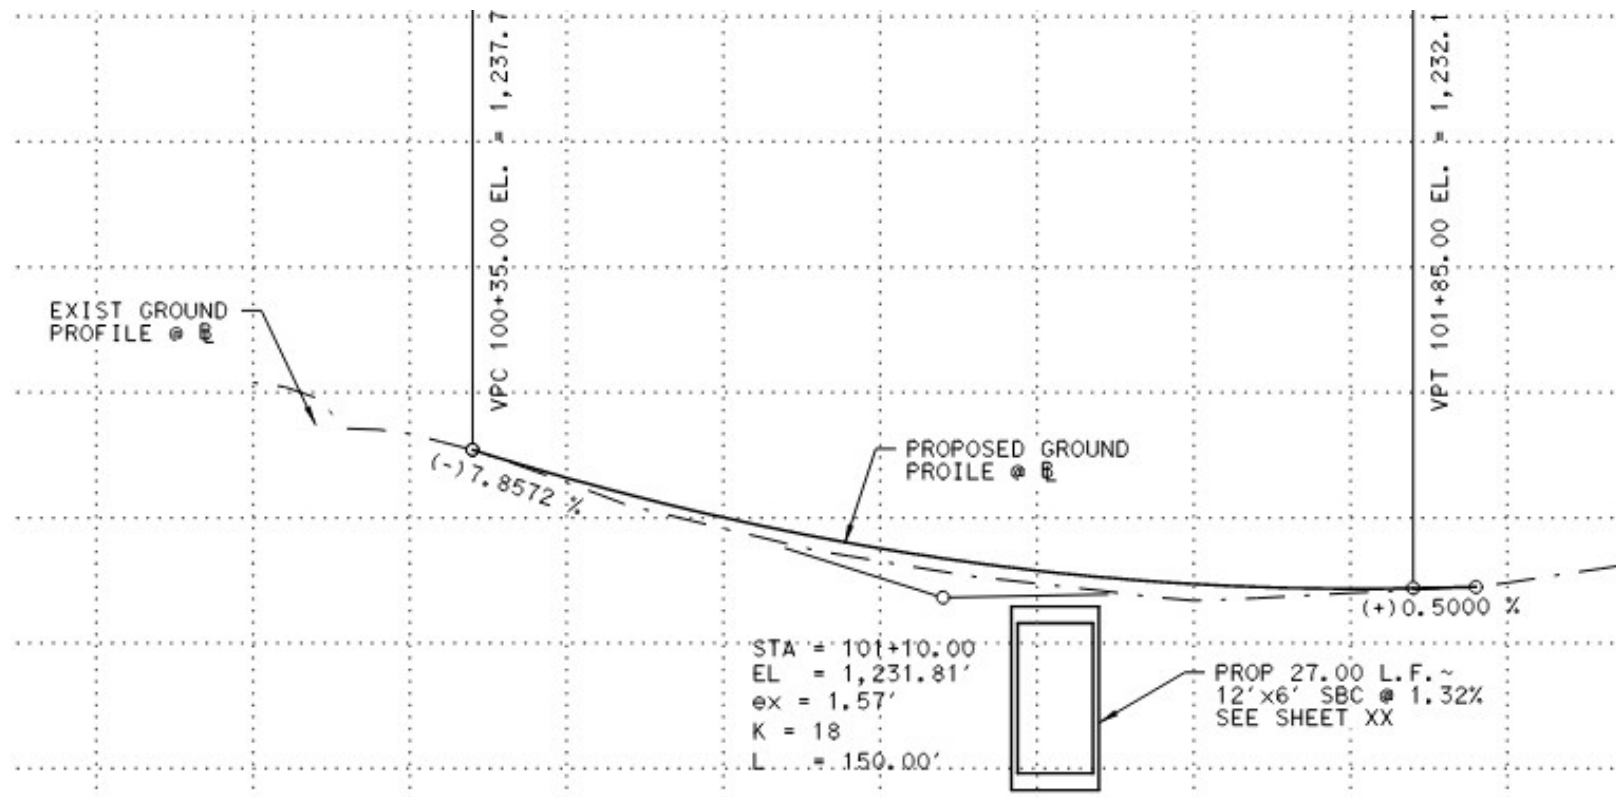 VPC 100+35.00 EL. = 1,237.7
VPT 101+85.00 EL. = 1,232.1
EXIST GROUND
PROFILE @ ℄
(-)7.8572 %
PROPOSED GROUND
PROILE @ ℄
(+)0.5000 %
STA = 101+10.00
EL = 1,231.81'
ex = 1.57'
K = 18
L = 150.00'
PROP 27.00 L.F.~
12'x6' SBC @ 1.32%
SEE SHEET XX